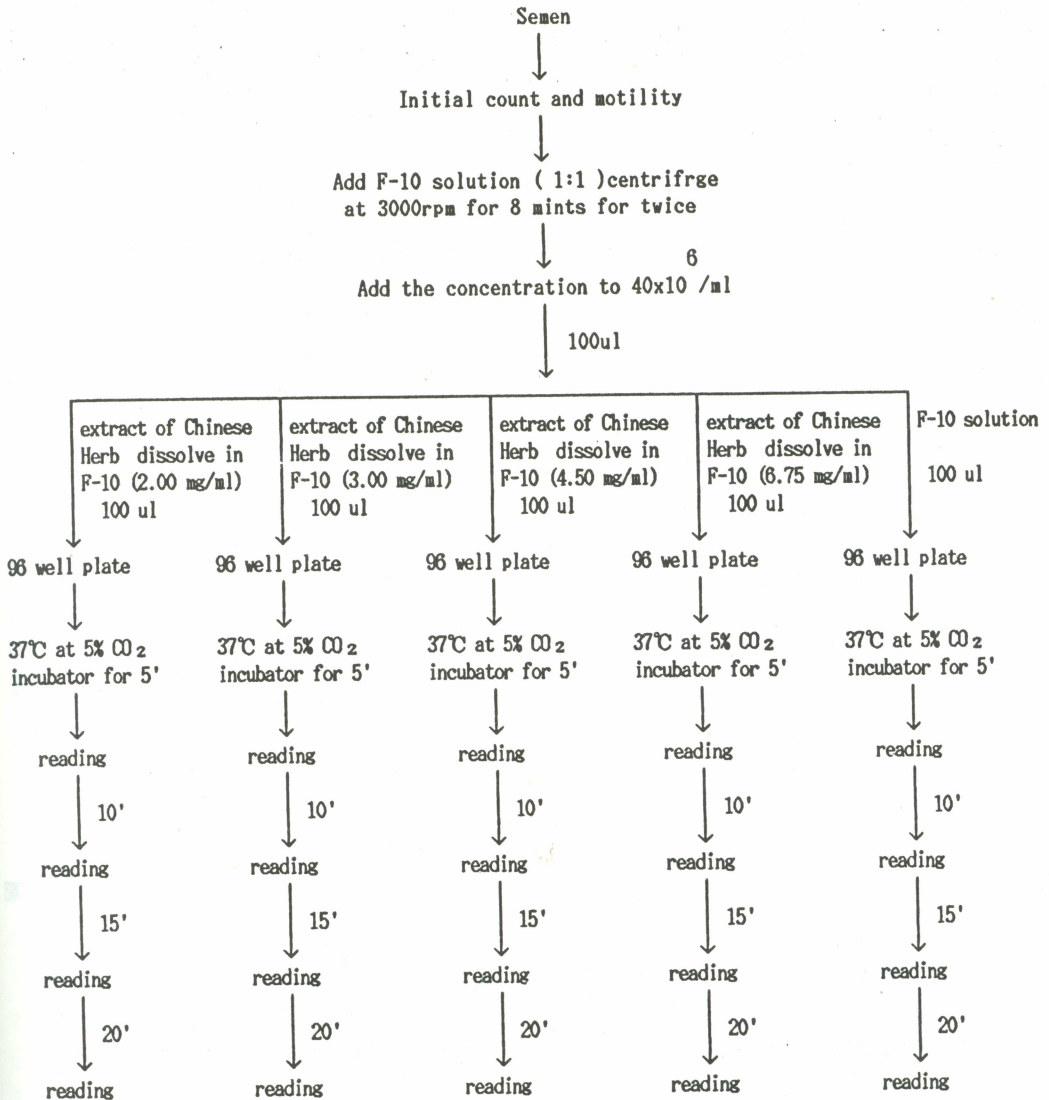 Semen
Initial count and motility
Add F-10 solution ( 1:1 )centrifrge
at 3000rpm for 8 mints for twice
6
Add the concentration to 40x10 /ml
100ul
extract of Chinese
Herb dissolve in
F-10 (2.00 mg/ml)
100 ul
extract of Chinese
Herb dissolve in
F-10 (3.00 mg/ml)
100 ul
extract of Chinese
Herb dissolve in
F-10 (4.50 mg/ml)
100 ul
extract of Chinese
Herb dissolve in
F-10 (6.75 mg/ml)
100 ul
F-10 solution
100 ul
96 well plate
96 well plate
96 well plate
96 well plate
96 well plate
37℃ at 5% CO2
incubator for 5'
37℃ at 5% CO2
incubator for 5'
37℃ at 5% CO2
incubator for 5'
37℃ at 5% CO2
incubator for 5'
37℃ at 5% CO2
incubator for 5'
reading
reading
reading
reading
reading
10'
10'
10'
10'
10'
reading
reading
reading
reading
reading
15'
15'
15'
15'
15'
reading
reading
reading
reading
reading
20'
20'
20'
20'
20'
reading
reading
reading
reading
reading